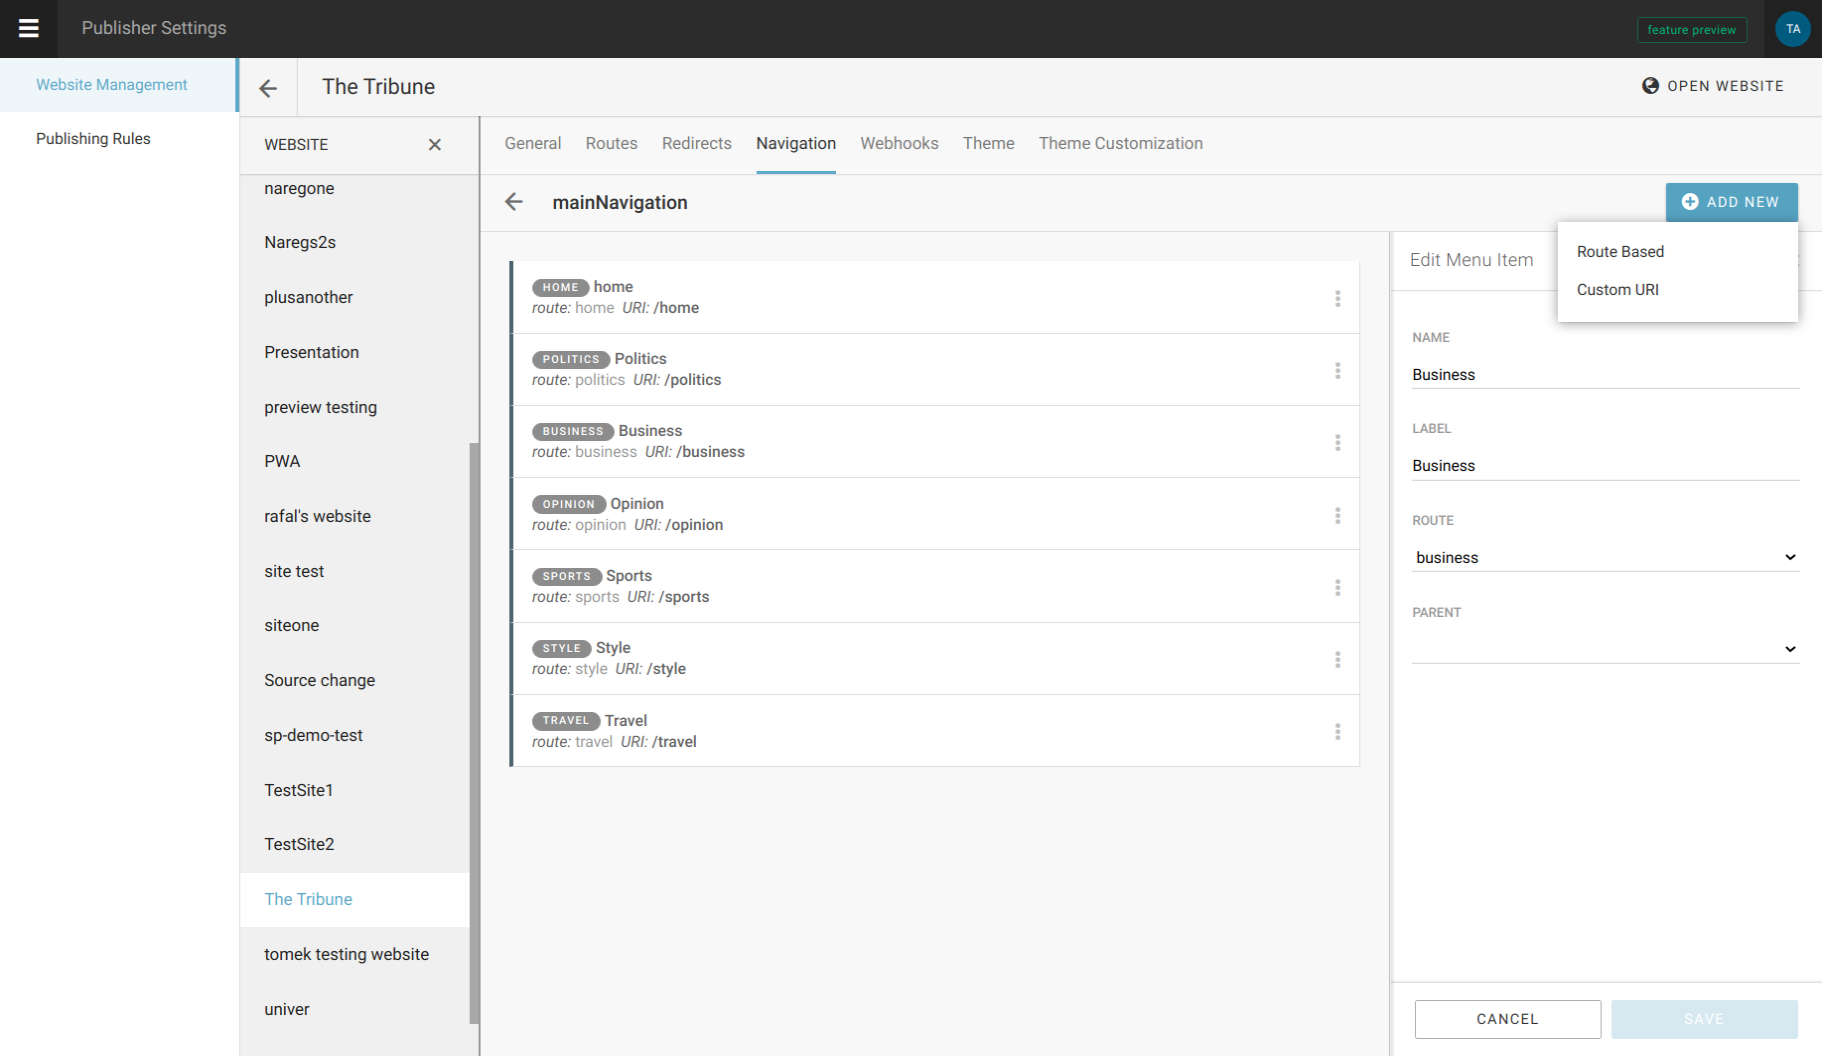 Publisher Settings
feature preview
TA
Website Management
Publishing Rules
The Tribune
OPEN WEBSITE
WEBSITE
naregone
Naregs2s
plusanother
Presentation
preview testing
PWA
rafal's website
site test
siteone
Source change
sp-demo-test
TestSite1
TestSite2
The Tribune
tomek testing website
univer
General Routes Redirects Navigation Webhooks Theme Theme Customization
mainNavigation
ADD NEW
Route Based
Custom URI
HOME home
route: home URI: /home
POLITICS Politics
route: politics URI: /politics
BUSINESS Business
route: business URI: /business
OPINION Opinion
route: opinion URI: /opinion
SPORTS Sports
route: sports URI: /sports
STYLE Style
route: style URI: /style
TRAVEL Travel
route: travel URI: /travel
Edit Menu Item
NAME
Business
LABEL
Business
ROUTE
business
PARENT
CANCEL
SAVE